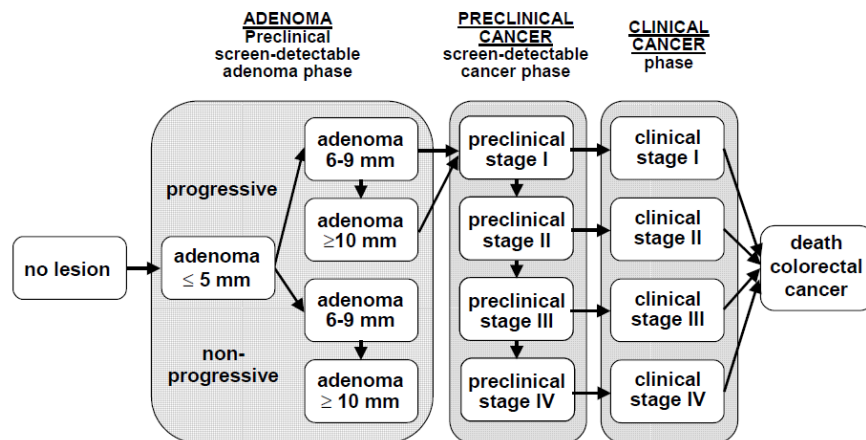 ADENOMA
Preclinical
screen-detectable
adenoma phase
PRECLINICAL
CANCER
screen-detectable
cancer phase
CLINICAL
CANCER
phase
no lesion
adenoma
≤ 5 mm
progressive
non-
progressive
adenoma
6-9 mm
adenoma
≥10 mm
adenoma
6-9 mm
adenoma
≥ 10 mm
preclinical
stage I
preclinical
stage II
preclinical
stage III
preclinical
stage IV
clinical
stage I
clinical
stage II
clinical
stage III
clinical
stage IV
death
colorectal
cancer